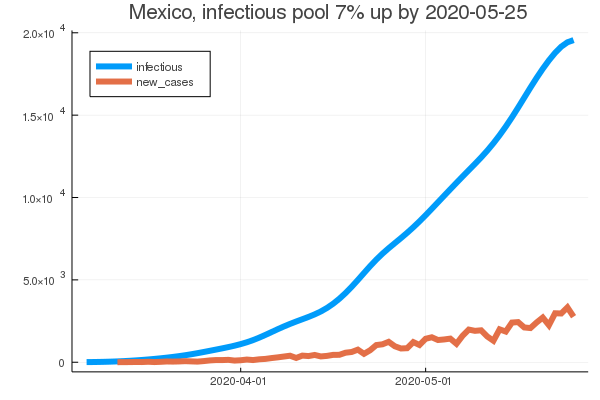 Mexico, infectious pool 7% up by 2020-05-25
2.0×10⁴
infectious
new_cases
1.5×10⁴
1.0×10⁴
5.0×10³
0
2020-04-01 2020-05-01